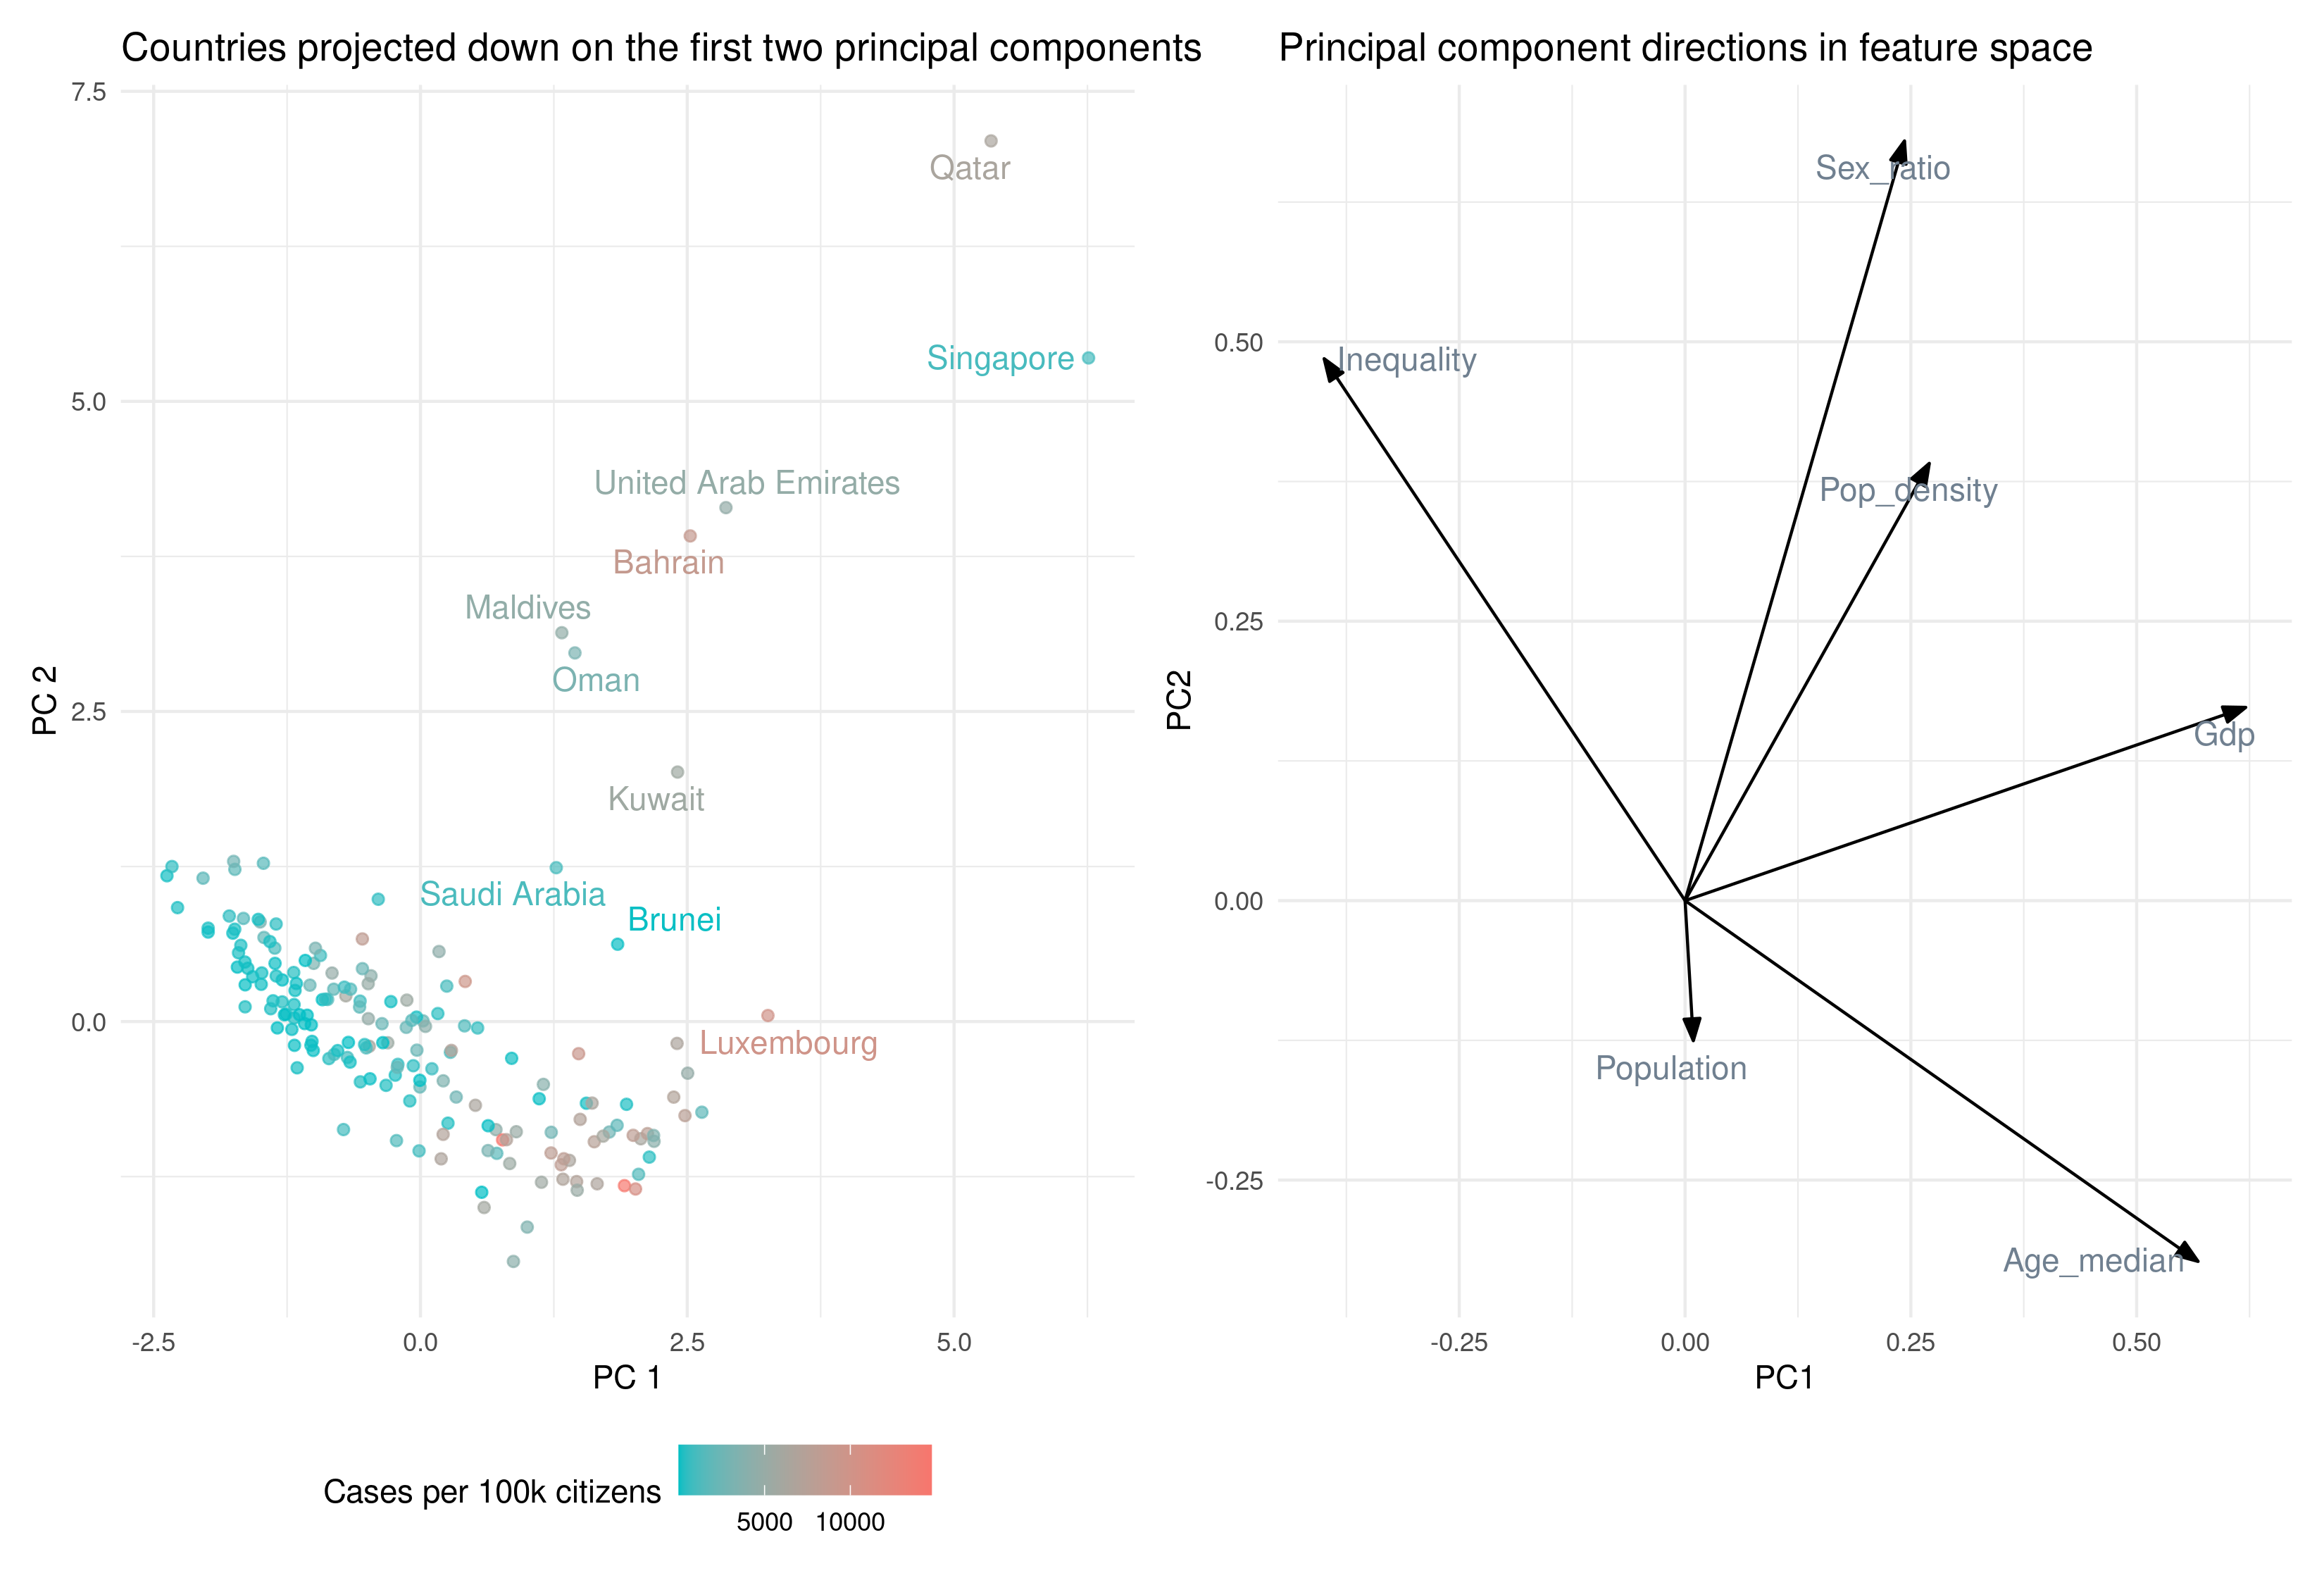 Countries projected down on the first two principal components
7.5
5.0
2.5
0.0
PC 2
Qatar
Singapore
United Arab Emirates
Bahrain
Maldives
Oman
Kuwait
Saudi Arabia
Brunei
Luxembourg
-2.5
0.0
2.5
5.0
PC 1
Cases per 100k citizens
5000
10000
Principal component directions in feature space
0.50
0.25
0.00
-0.25
PC2
Sex_ratio
Inequality
Pop_density
Gdp
Population
Age_median
-0.25
0.00
0.25
0.50
PC1